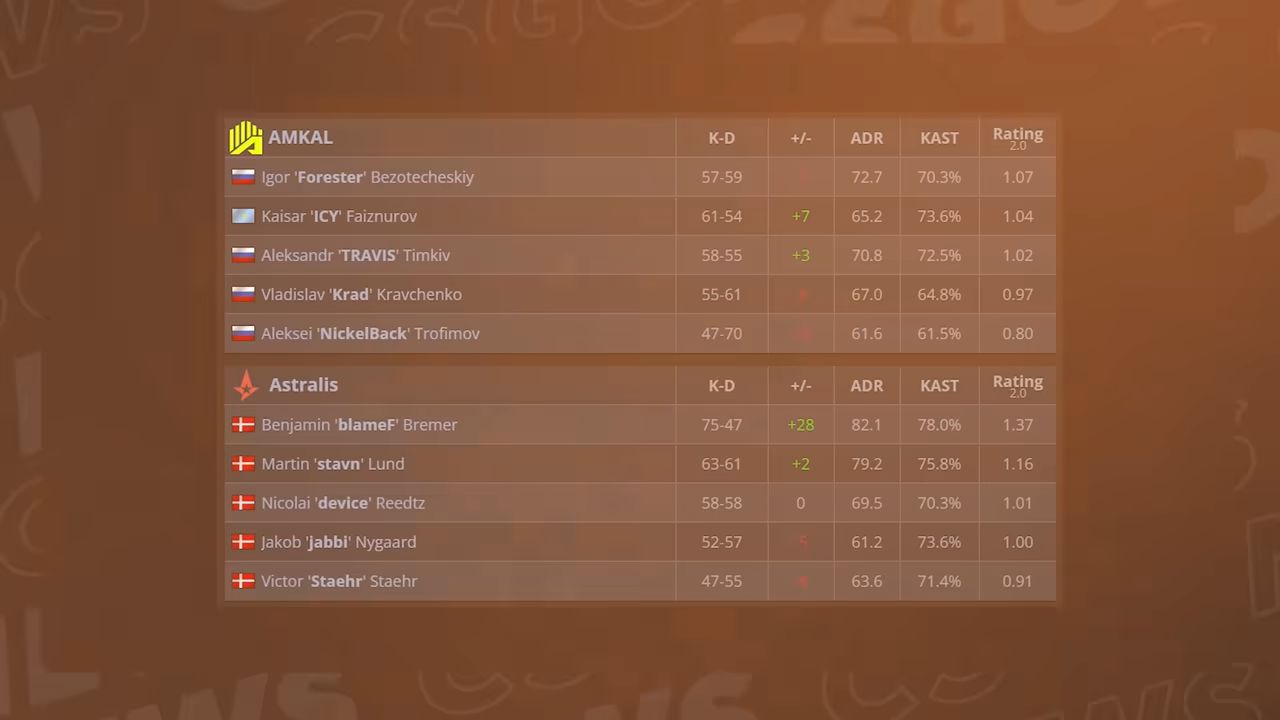 AMKAL K-D +/- ADR KAST Rating 2.0
Igor 'Forester' Bezotecheskiy 57-59 72.7 70.3% 1.07
Kaisar 'ICY' Faiznurov 61-54 +7 65.2 73.6% 1.04
Aleksandr 'TRAVIS' Timkiv 58-55 +3 70.8 72.5% 1.02
Vladislav 'Krad' Kravchenko 55-61 67.0 64.8% 0.97
Aleksei 'NickelBack' Trofimov 47-70 61.6 61.5% 0.80
Astralis K-D +/- ADR KAST Rating 2.0
Benjamin 'blameF' Bremer 75-47 +28 82.1 78.0% 1.37
Martin 'stavn' Lund 63-61 +2 79.2 75.8% 1.16
Nicolai 'device' Reedtz 58-58 0 69.5 70.3% 1.01
Jakob 'jabbi' Nygaard 52-57 61.2 73.6% 1.00
Victor 'Staehr' Staehr 47-55 63.6 71.4% 0.91